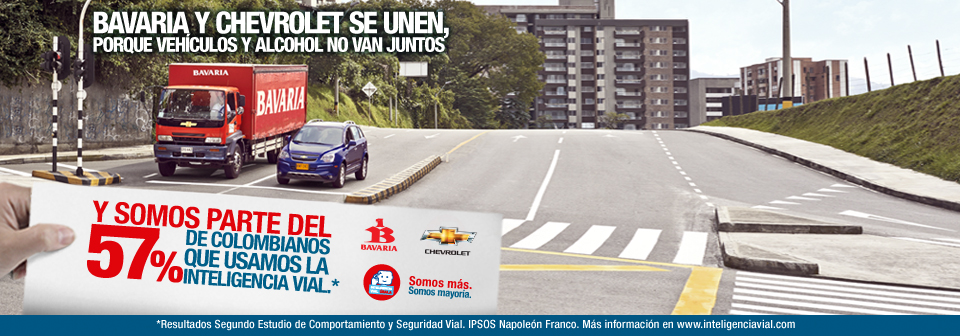 BAVARIA Y CHEVROLET SE UNEN,
PORQUE VEHÍCULOS Y ALCOHOL NO VAN JUNTOS
BAVARIA
BAVARIA
Y SOMOS PARTE DEL
57%
DE COLOMBIANOS
QUE USAMOS LA
INTELIGENCIA VIAL.*
BAVARIA
CHEVROLET
Somos más.
Somos mayoría.
*Resultados Segundo Estudio de Comportamiento y Seguridad Vial. IPSOS Napoleón Franco. Más información en www.inteligenciavial.com